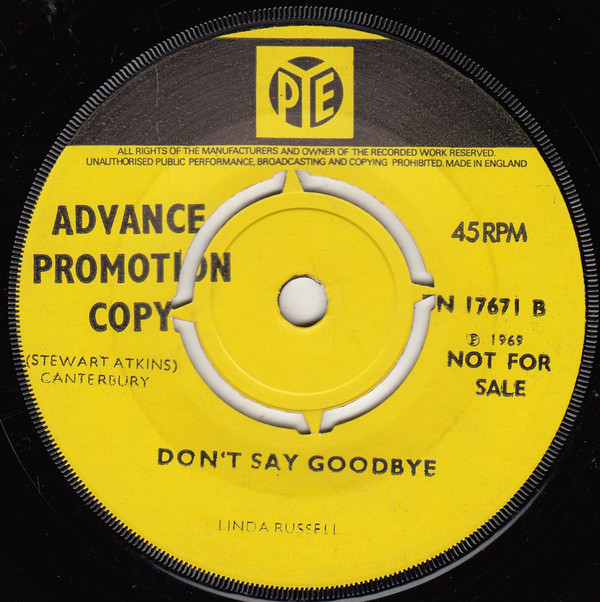 PYE
ALL RIGHTS OF THE MANUFACTURERS AND OWNER OF THE RECORDED WORK RESERVED.
UNAUTHORISED PUBLIC PERFORMANCE, BROADCASTING AND COPYING PROHIBITED. MADE IN ENGLAND
ADVANCE
PROMOTION
COPY
45 RPM
N 17671 B
℗ 1969
NOT FOR
SALE
(STEWART ATKINS)
CANTERBURY
DON'T SAY GOODBYE
LINDA RUSSELL